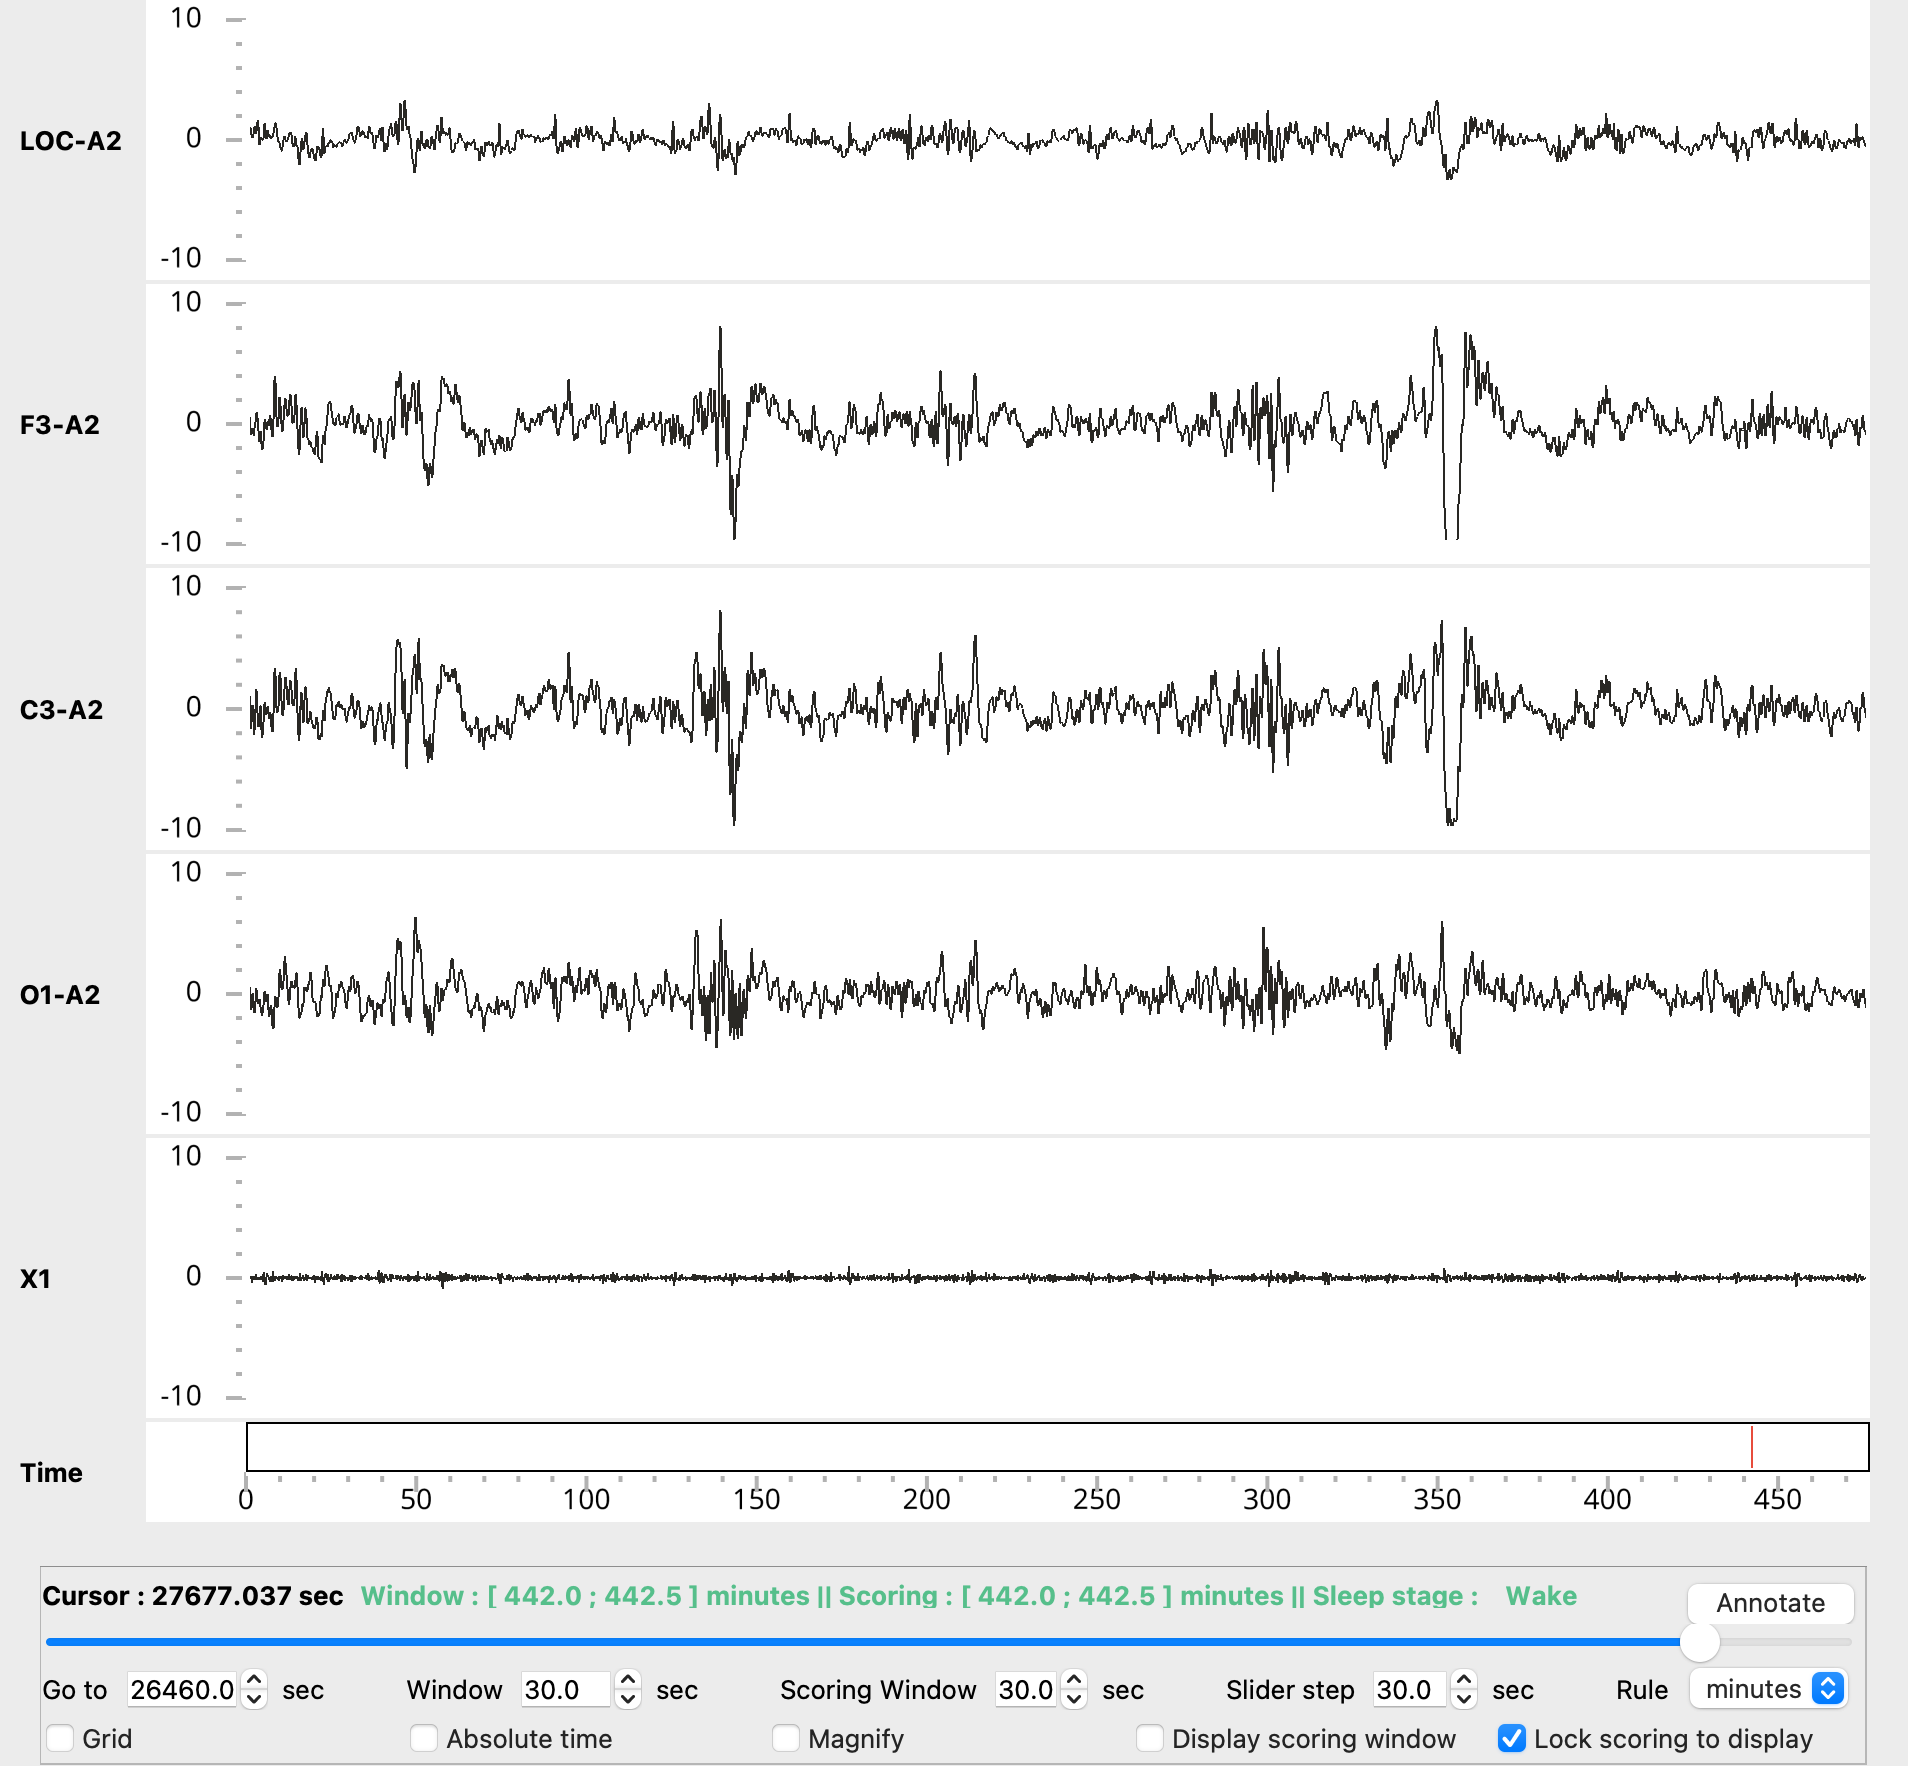 10
LOC-A2
0
-10
10
F3-A2
0
-10
10
C3-A2
0
-10
10
O1-A2
0
-10
10
X1
0
-10
Time
0 50 100 150 200 250 300 350 400 450
Cursor : 27677.037 sec Window : [ 442.0 ; 442.5 ] minutes || Scoring : [ 442.0 ; 442.5 ] minutes || Sleep stage : Wake Annotate
Go to 26460.0 sec Window 30.0 sec Scoring Window 30.0 sec Slider step 30.0 sec Rule minutes
Grid Absolute time Magnify Display scoring window Lock scoring to display